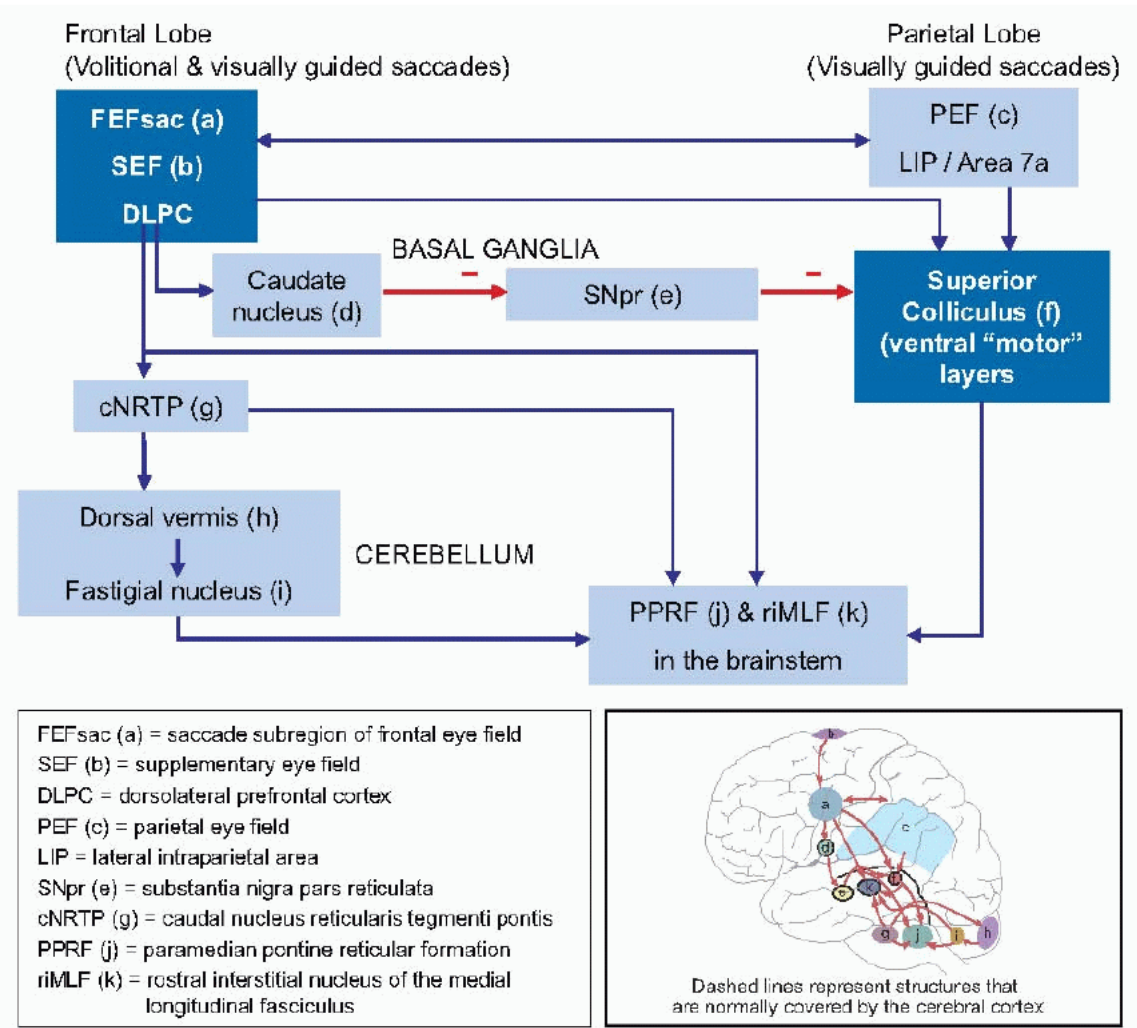 Frontal Lobe
(Volitional & visually guided saccades)
Parietal Lobe
(Visually guided saccades)
FEFsac (a)
SEF (b)
DLPC
PEF (c)
LIP / Area 7a
BASAL GANGLIA
Caudate
nucleus (d)
–
SNpr (e)
–
Superior
Colliculus (f)
(ventral “motor”
layers
cNRTP (g)
Dorsal vermis (h)
Fastigial nucleus (i)
CEREBELLUM
PPRF (j) & riMLF (k)
in the brainstem
FEFsac (a) = saccade subregion of frontal eye field
SEF (b) = supplementary eye field
DLPC = dorsolateral prefrontal cortex
PEF (c) = parietal eye field
LIP = lateral intraparietal area
SNpr (e) = substantia nigra pars reticulata
cNRTP (g) = caudal nucleus reticularis tegmenti pontis
PPRF (j) = paramedian pontine reticular formation
riMLF (k) = rostral interstitial nucleus of the medial
longitudinal fasciculus
b
a
c
d
f
e
k
g
j
i
h
Dashed lines represent structures that
are normally covered by the cerebral cortex